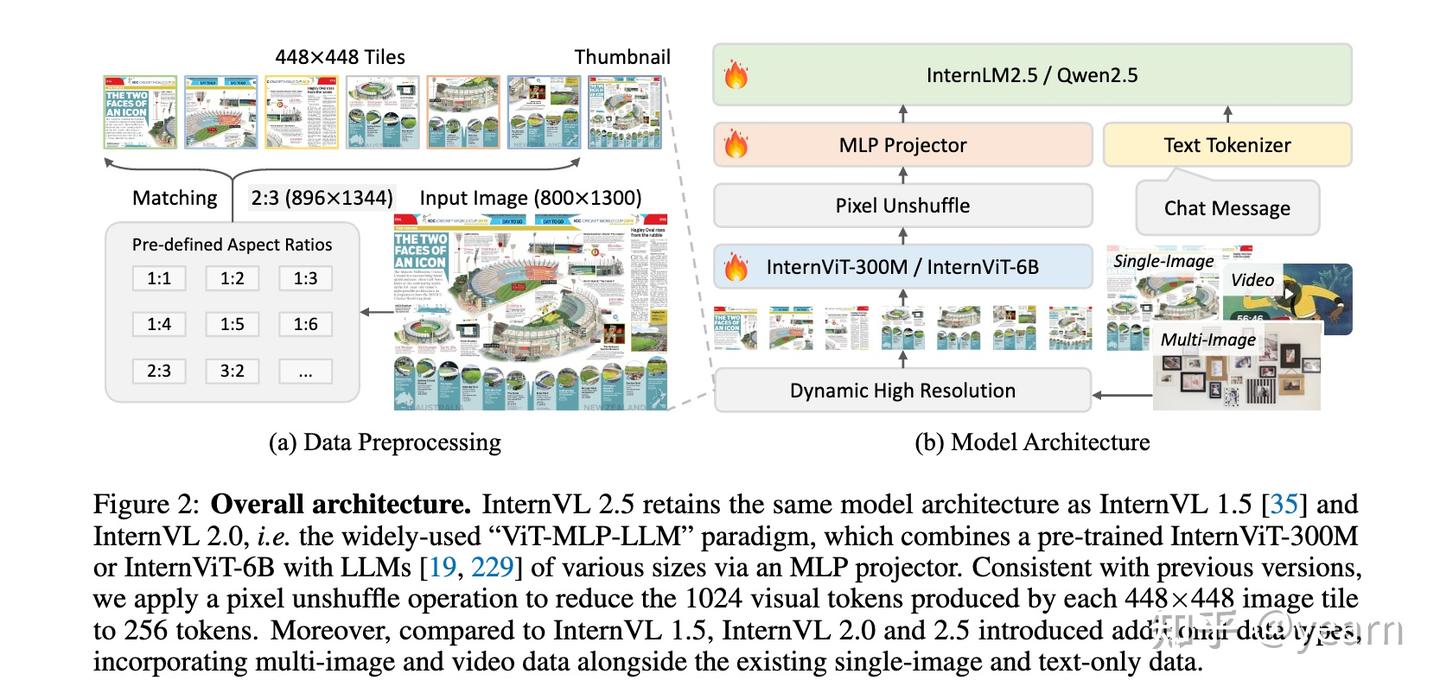 448×448 Tiles
Thumbnail
THE TWO
FACES OF
AN ICON
Matching
2:3 (896×1344)
Input Image (800×1300)
Pre-defined Aspect Ratios
1:1
1:2
1:3
1:4
1:5
1:6
2:3
3:2
...
THE TWO
FACES OF
AN ICON
AUSTRALIA
NEW ZEALAND
(a) Data Preprocessing
InternLM2.5 / Qwen2.5
MLP Projector
Text Tokenizer
Pixel Unshuffle
Chat Message
InternViT-300M / InternViT-6B
Single-Image
Video
56:46
Multi-Image
Dynamic High Resolution
(b) Model Architecture
Figure 2: Overall architecture. InternVL 2.5 retains the same model architecture as InternVL 1.5 [35] and
InternVL 2.0, i.e. the widely-used “ViT-MLP-LLM” paradigm, which combines a pre-trained InternViT-300M
or InternViT-6B with LLMs [19, 229] of various sizes via an MLP projector. Consistent with previous versions,
we apply a pixel unshuffle operation to reduce the 1024 visual tokens produced by each 448×448 image tile
to 256 tokens. Moreover, compared to InternVL 1.5, InternVL 2.0 and 2.5 introduced additional data types,
incorporating multi-image and video data alongside the existing single-image and text-only data.
知乎 @yearn